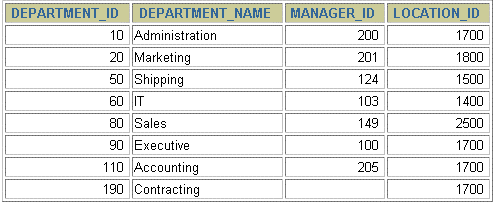 DEPARTMENT_ID DEPARTMENT_NAME MANAGER_ID LOCATION_ID
10 Administration 200 1700
20 Marketing 201 1800
50 Shipping 124 1500
60 IT 103 1400
80 Sales 149 2500
90 Executive 100 1700
110 Accounting 205 1700
190 Contracting 1700